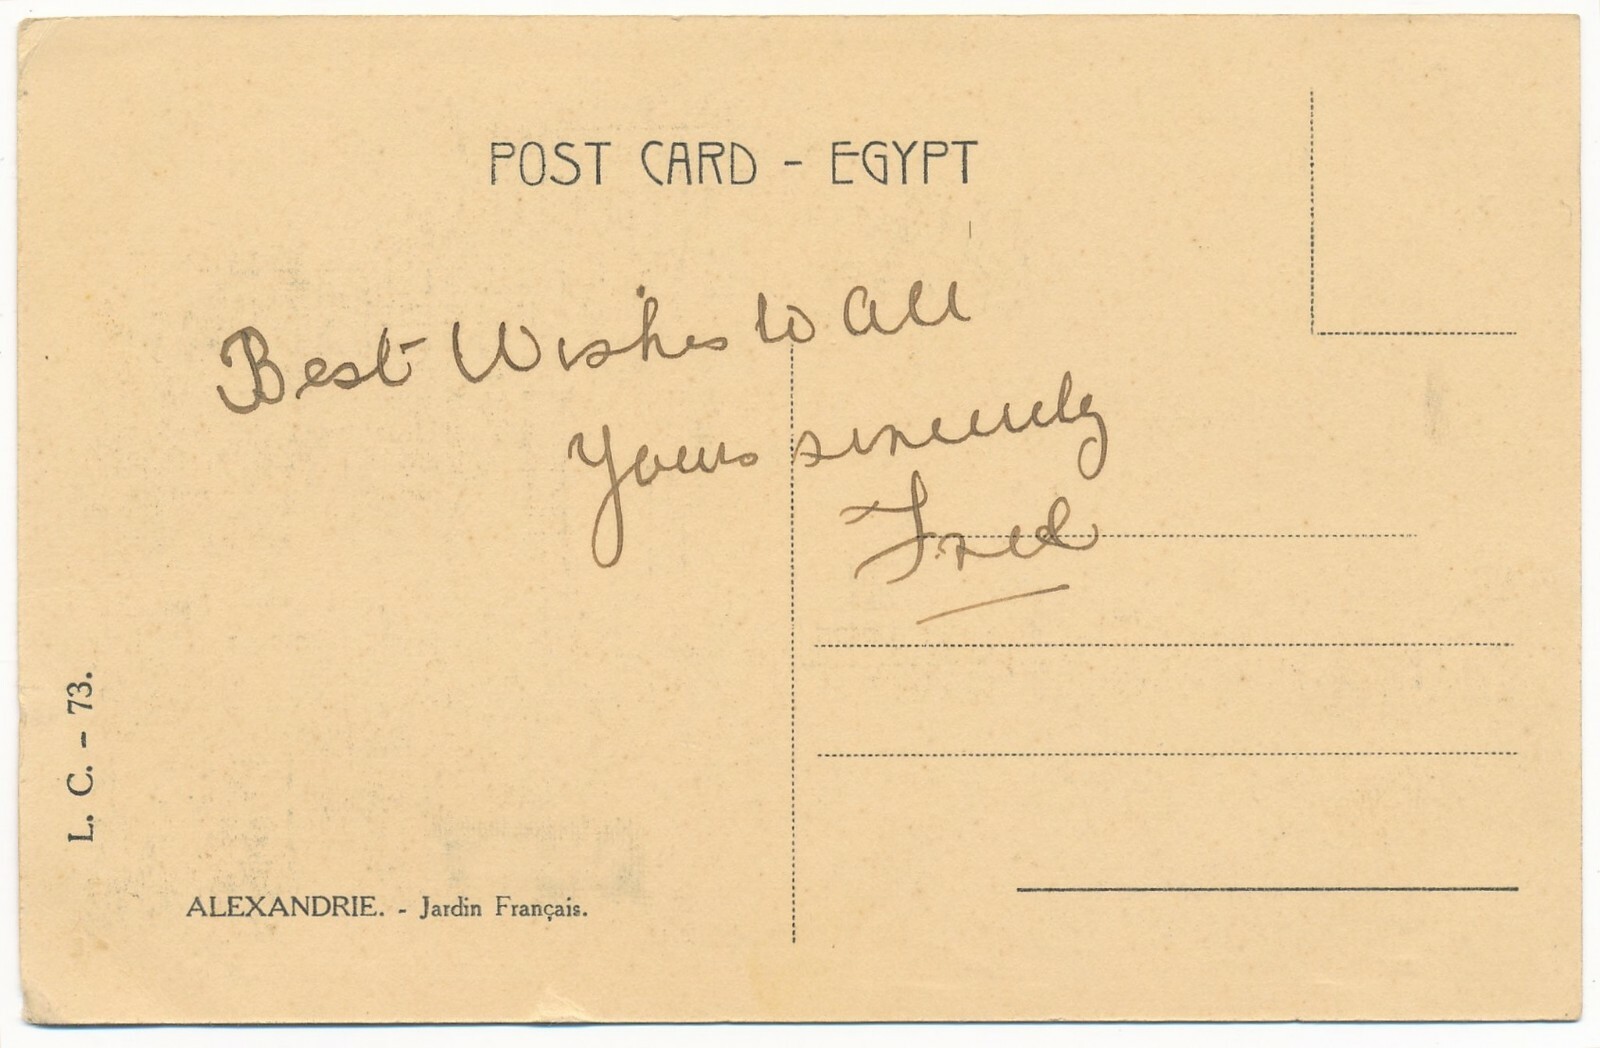 POST CARD - EGYPT
Best Wishes to all
Yours sincerely
Fred
L. C. - 73.
ALEXANDRIE. - Jardin Français.